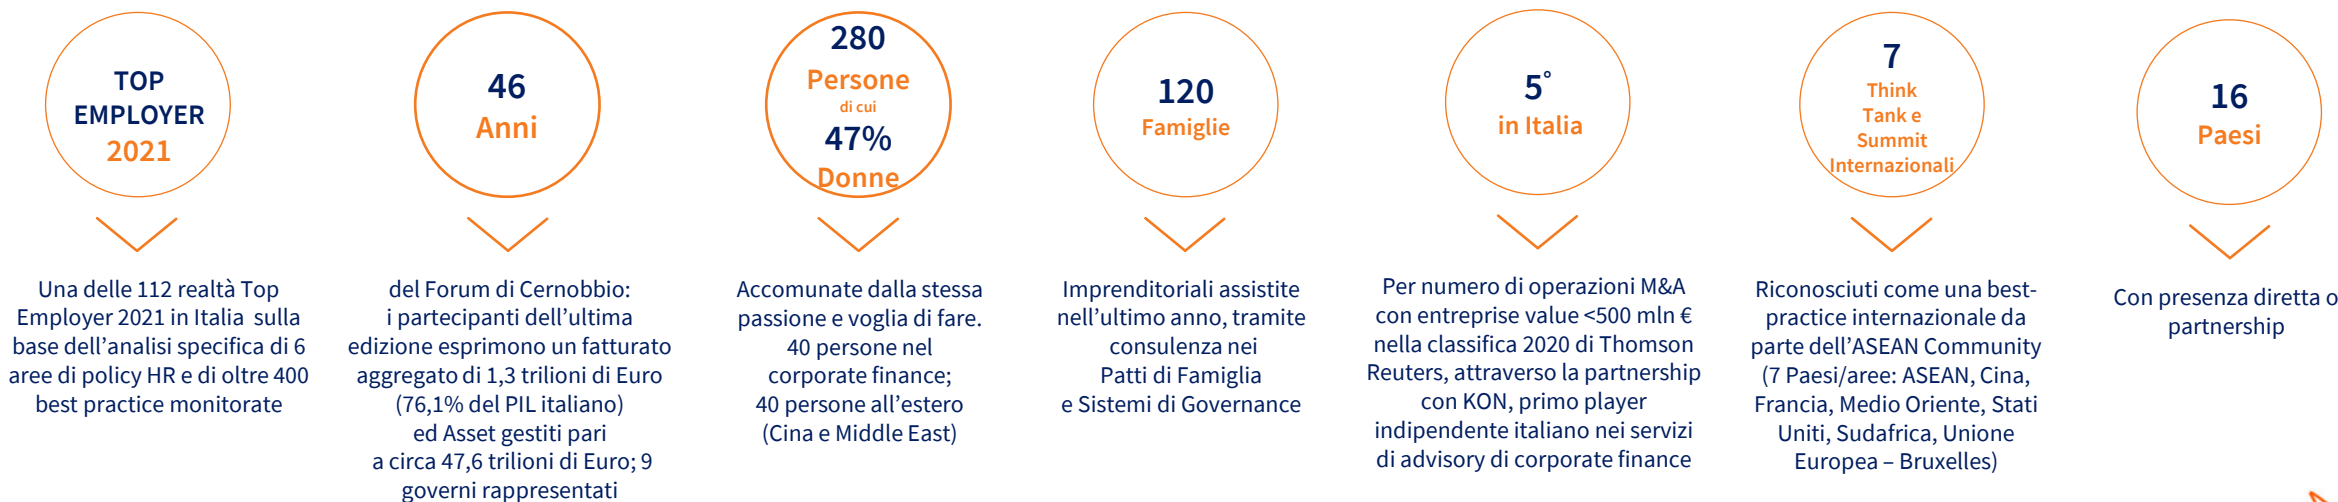 TOP
EMPLOYER
2021
Una delle 112 realtà Top
Employer 2021 in Italia sulla
base dell'analisi specifica di 6
aree di policy HR e di oltre 400
best practice monitorate
46
Anni
del Forum di Cernobbio:
i partecipanti dell'ultima
edizione esprimono un fatturato
aggregato di 1,3 trilioni di Euro
(76,1% del PIL italiano)
ed Asset gestiti pari
a circa 47,6 trilioni di Euro; 9
governi rappresentati
280
Persone
di cui
47%
Donne
Accomunate dalla stessa
passione e voglia di fare.
40 persone nel
corporate finance;
40 persone all'estero
(Cina e Middle East)
120
Famiglie
Imprenditoriali assistite
nell'ultimo anno, tramite
consulenza nei
Patti di Famiglia
e Sistemi di Governance
5°
in Italia
Per numero di operazioni M&A
con entreprise value <500 mln €
nella classifica 2020 di Thomson
Reuters, attraverso la partnership
con KON, primo player
indipendente italiano nei servizi
di advisory di corporate finance
7
Think
Tank e
Summit
Internazionali
Riconosciuti come una best-
practice internazionale da
parte dell'ASEAN Community
(7 Paesi/aree: ASEAN, Cina,
Francia, Medio Oriente, Stati
Uniti, Sudafrica, Unione
Europea – Bruxelles)
16
Paesi
Con presenza diretta o
partnership